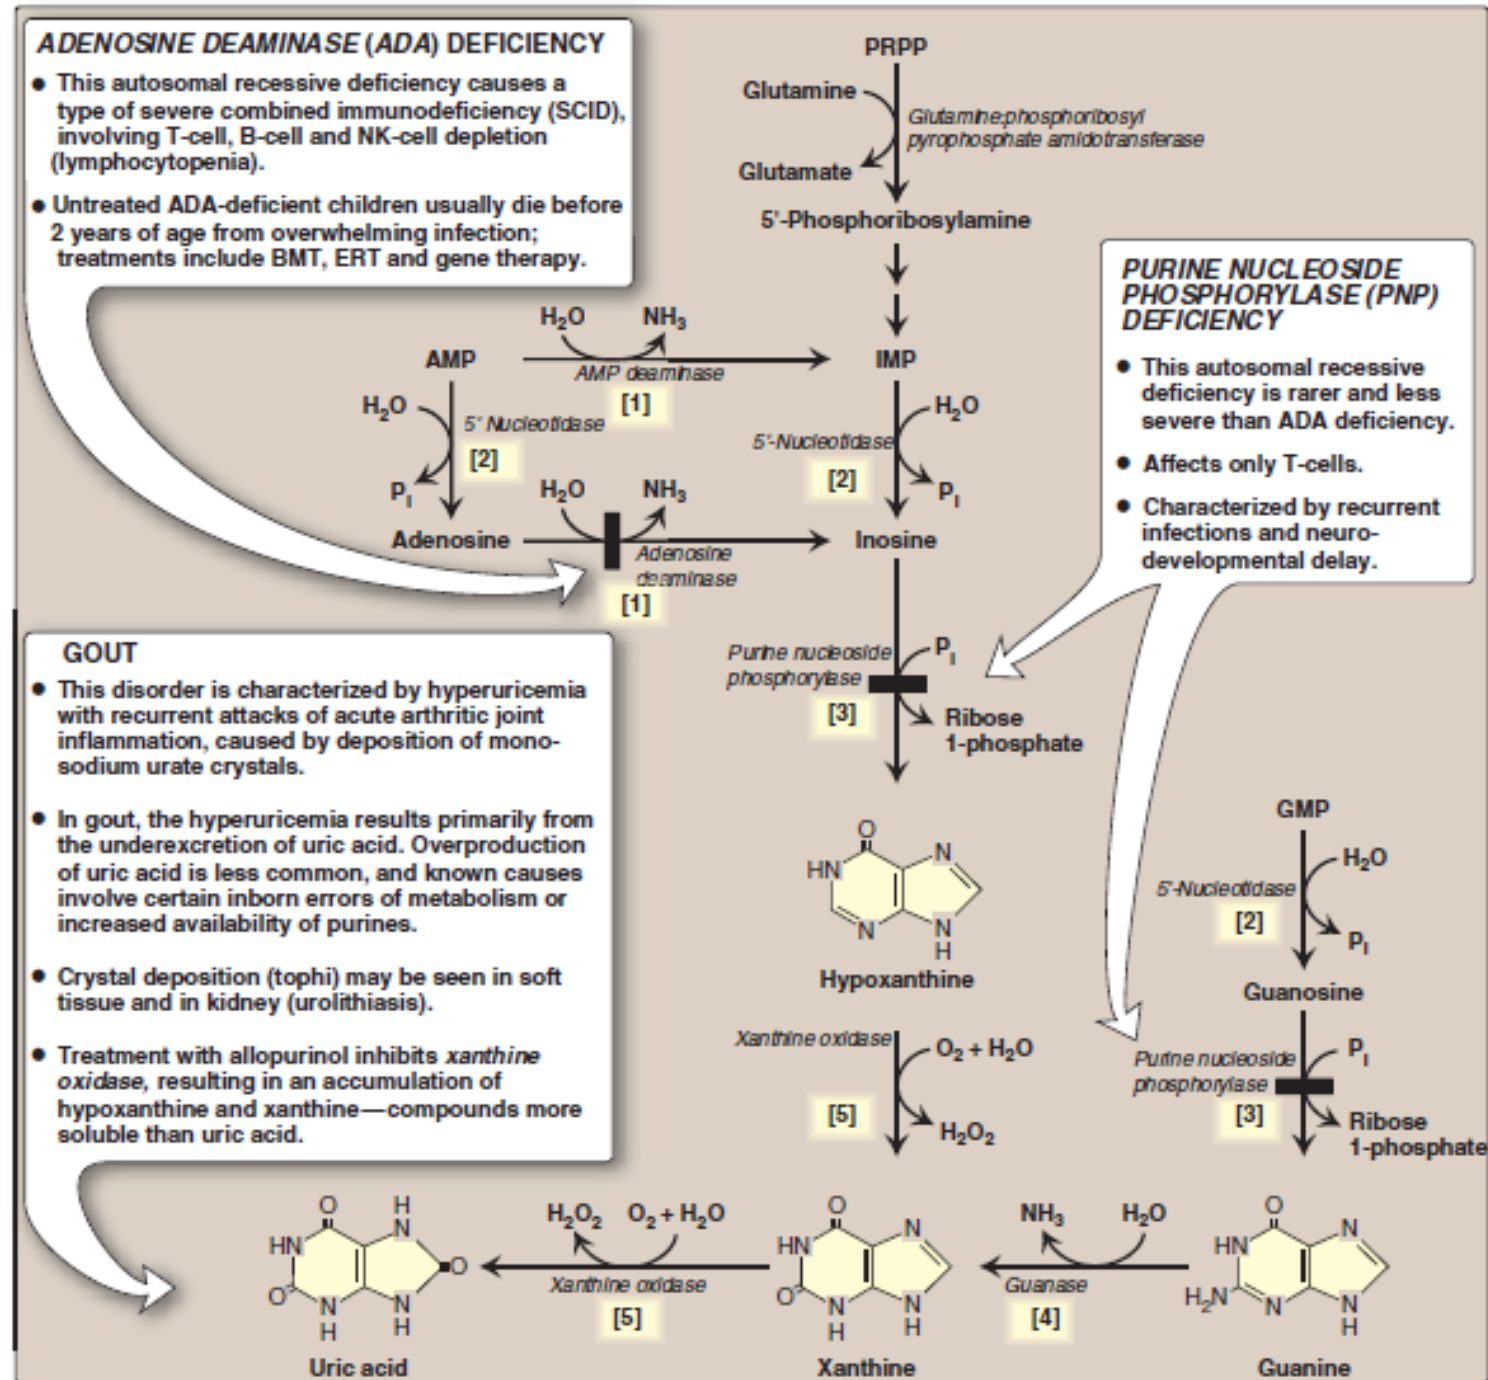 ADENOSINE DEAMINASE (ADA) DEFICIENCY
● This autosomal recessive deficiency causes a
type of severe combined immunodeficiency (SCID),
involving T-cell, B-cell and NK-cell depletion
(lymphocytopenia).
● Untreated ADA-deficient children usually die before
2 years of age from overwhelming infection;
treatments include BMT, ERT and gene therapy.
PRPP
Glutamine
Glutamine:phosphoribosyl
pyrophosphate amidotransferase
Glutamate
5'-Phosphoribosylamine
PURINE NUCLEOSIDE
PHOSPHORYLASE (PNP)
DEFICIENCY
● This autosomal recessive
deficiency is rarer and less
severe than ADA deficiency.
● Affects only T-cells.
● Characterized by recurrent
infections and neuro-
developmental delay.
H₂O NH₃
AMP IMP
AMP deaminase
[1]
H₂O
5' Nucleotidase
[2]
Pᵢ
H₂O
5'-Nucleotidase
[2]
Pᵢ
H₂O NH₃
Adenosine Inosine
Adenosine
deaminase
[1]
Purine nucleoside
phosphorylase
[3]
Pᵢ
Ribose
1-phosphate
GOUT
● This disorder is characterized by hyperuricemia
with recurrent attacks of acute arthritic joint
inflammation, caused by deposition of mono-
sodium urate crystals.
● In gout, the hyperuricemia results primarily from
the underexcretion of uric acid. Overproduction
of uric acid is less common, and known causes
involve certain inborn errors of metabolism or
increased availability of purines.
● Crystal deposition (tophi) may be seen in soft
tissue and in kidney (urolithiasis).
● Treatment with allopurinol inhibits xanthine
oxidase, resulting in an accumulation of
hypoxanthine and xanthine—compounds more
soluble than uric acid.
O
HN
N
N
N
H
Hypoxanthine
GMP
H₂O
5'-Nucleotidase
[2]
Pᵢ
Guanosine
Xanthine oxidase
O₂ + H₂O
[5]
H₂O₂
Purine nucleoside
phosphorylase
[3]
Pᵢ
Ribose
1-phosphate
O
H
N
HN
O
O
N
H
N
H
Uric acid
H₂O₂ O₂ + H₂O
Xanthine oxidase
[5]
O
N
HN
O
N
H
N
H
Xanthine
NH₃ H₂O
Guanase
[4]
O
N
HN
H₂N
N
N
H
Guanine